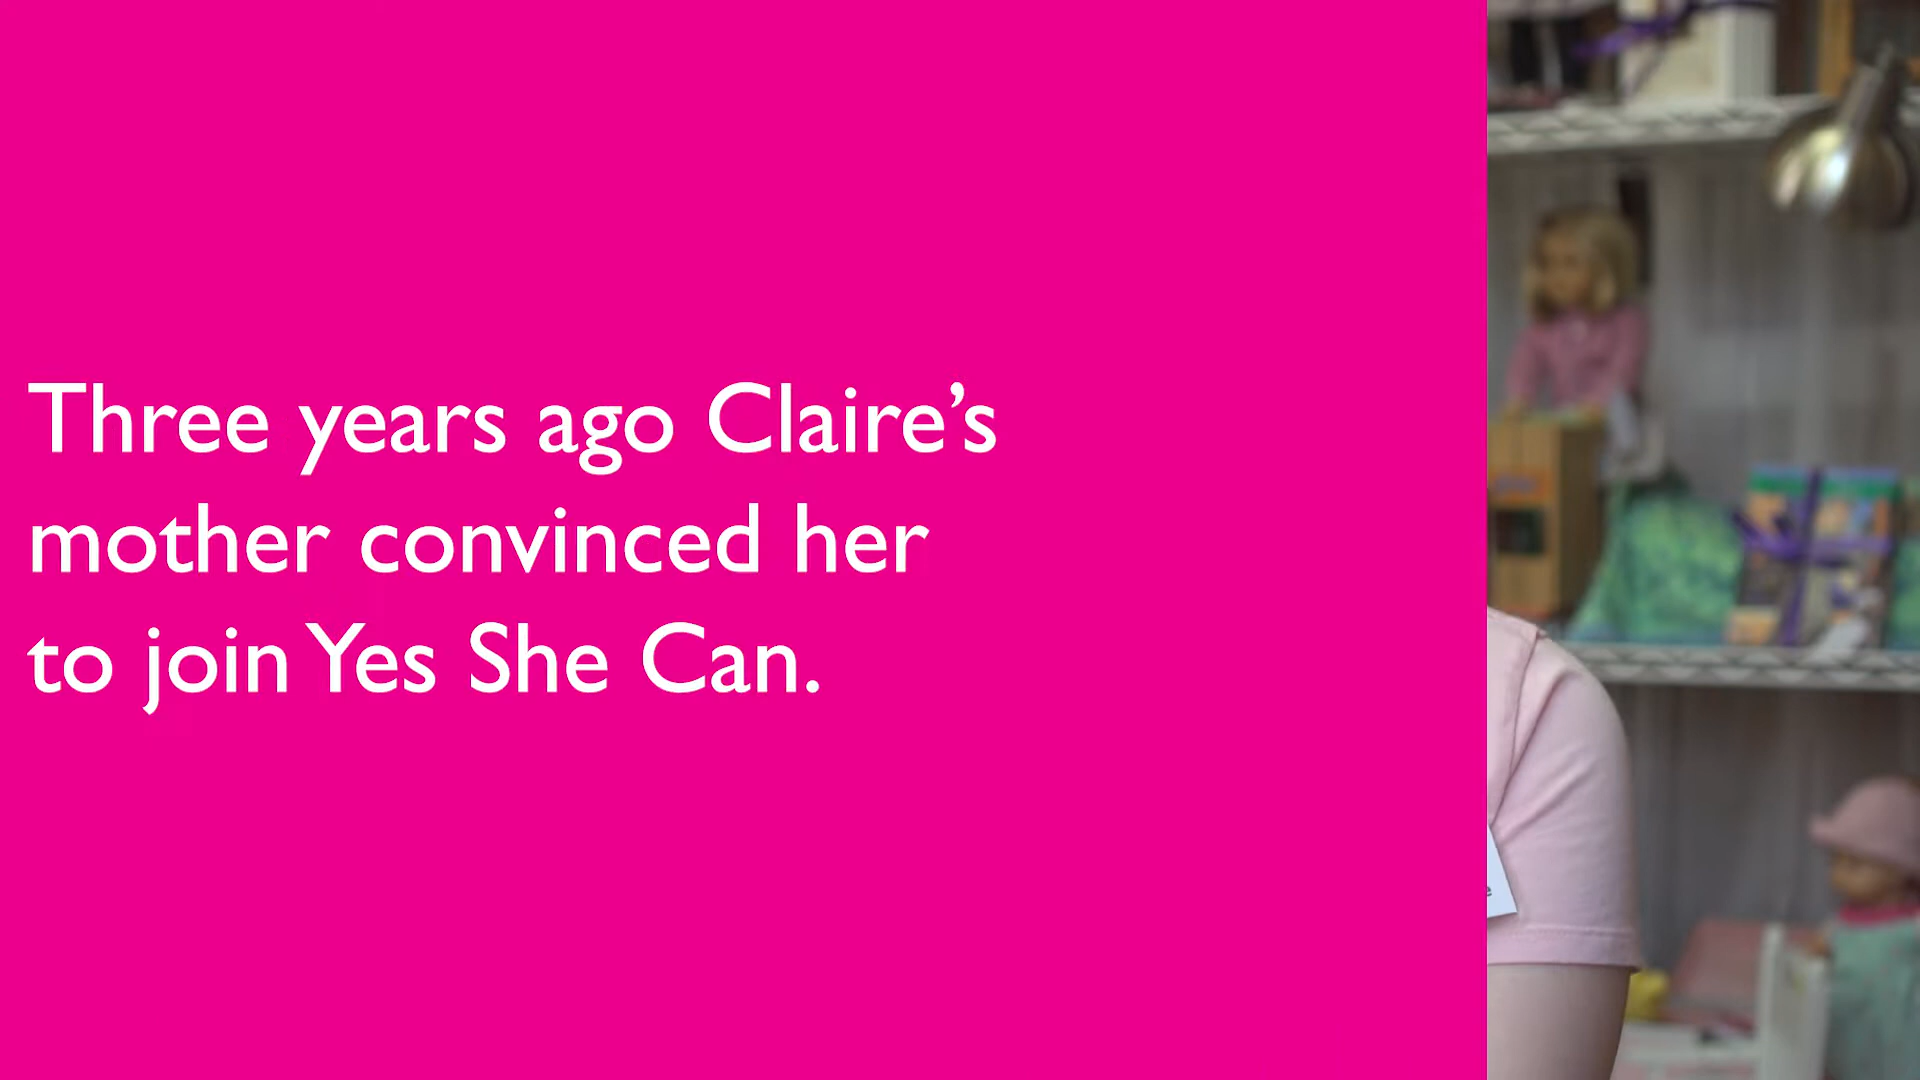 Three years ago Claire’s
mother convinced her
to join Yes She Can.